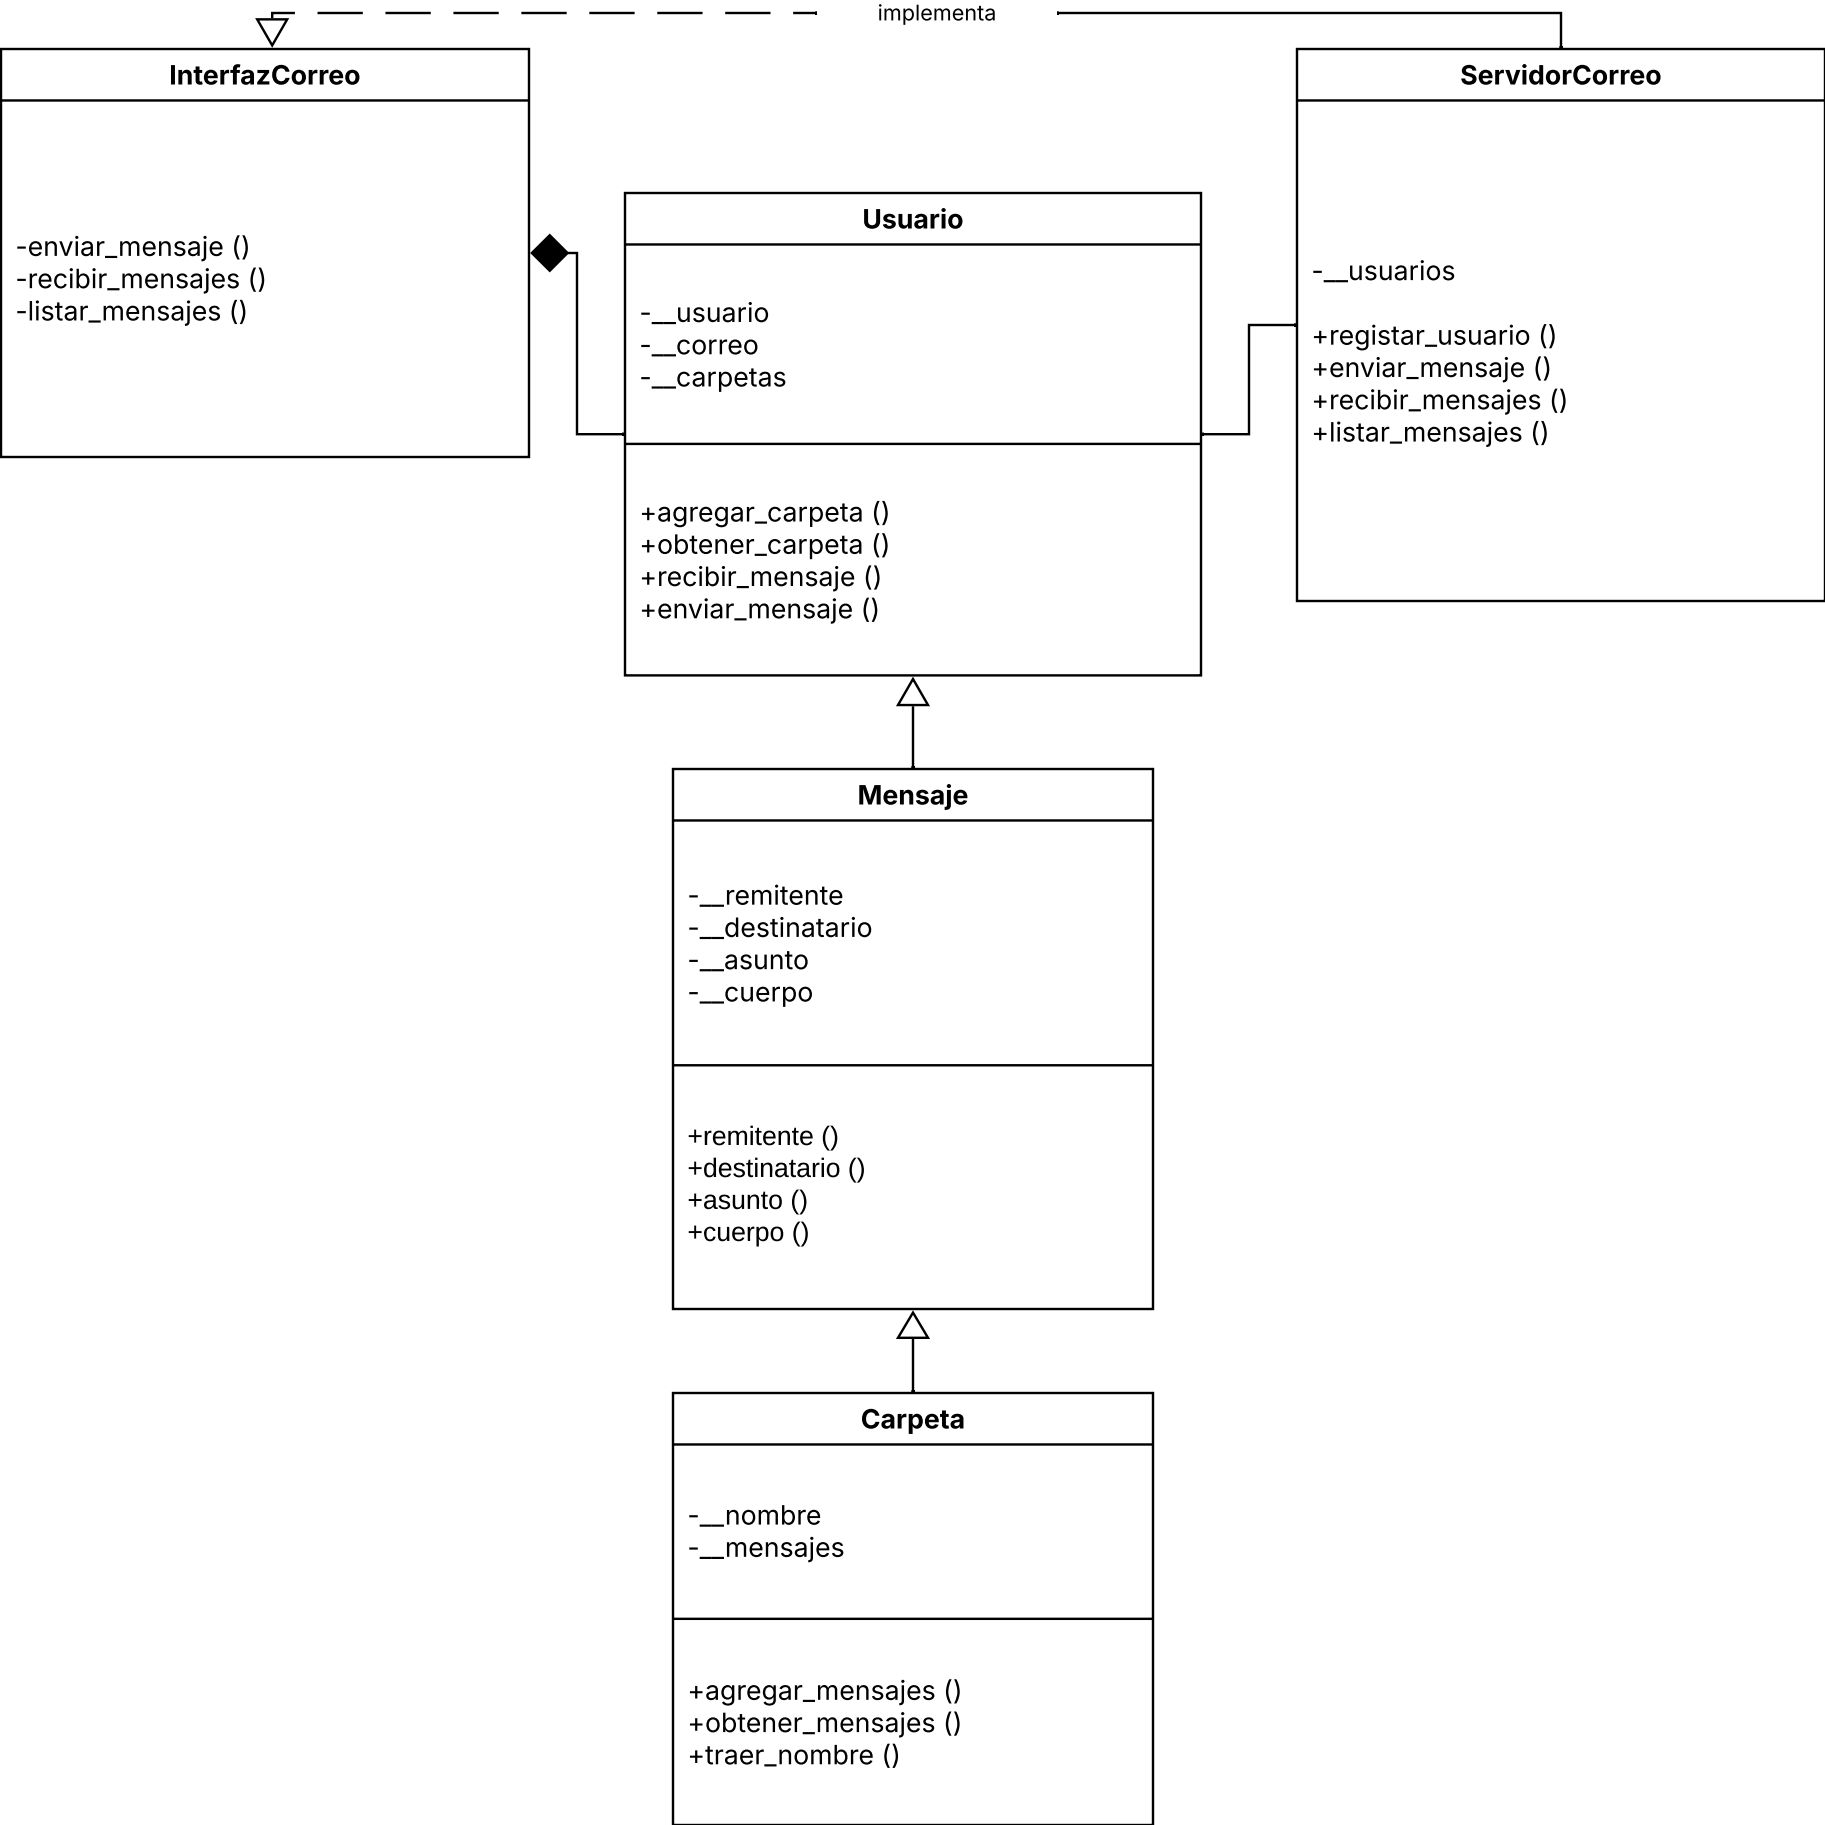 implementa
InterfazCorreo
-enviar_mensaje ()
-recibir_mensajes ()
-listar_mensajes ()
Usuario
-__usuario
-__correo
-__carpetas
+agregar_carpeta ()
+obtener_carpeta ()
+recibir_mensaje ()
+enviar_mensaje ()
ServidorCorreo
-__usuarios
+registar_usuario ()
+enviar_mensaje ()
+recibir_mensajes ()
+listar_mensajes ()
Mensaje
-__remitente
-__destinatario
-__asunto
-__cuerpo
+remitente ()
+destinatario ()
+asunto ()
+cuerpo ()
Carpeta
-__nombre
-__mensajes
+agregar_mensajes ()
+obtener_mensajes ()
+traer_nombre ()